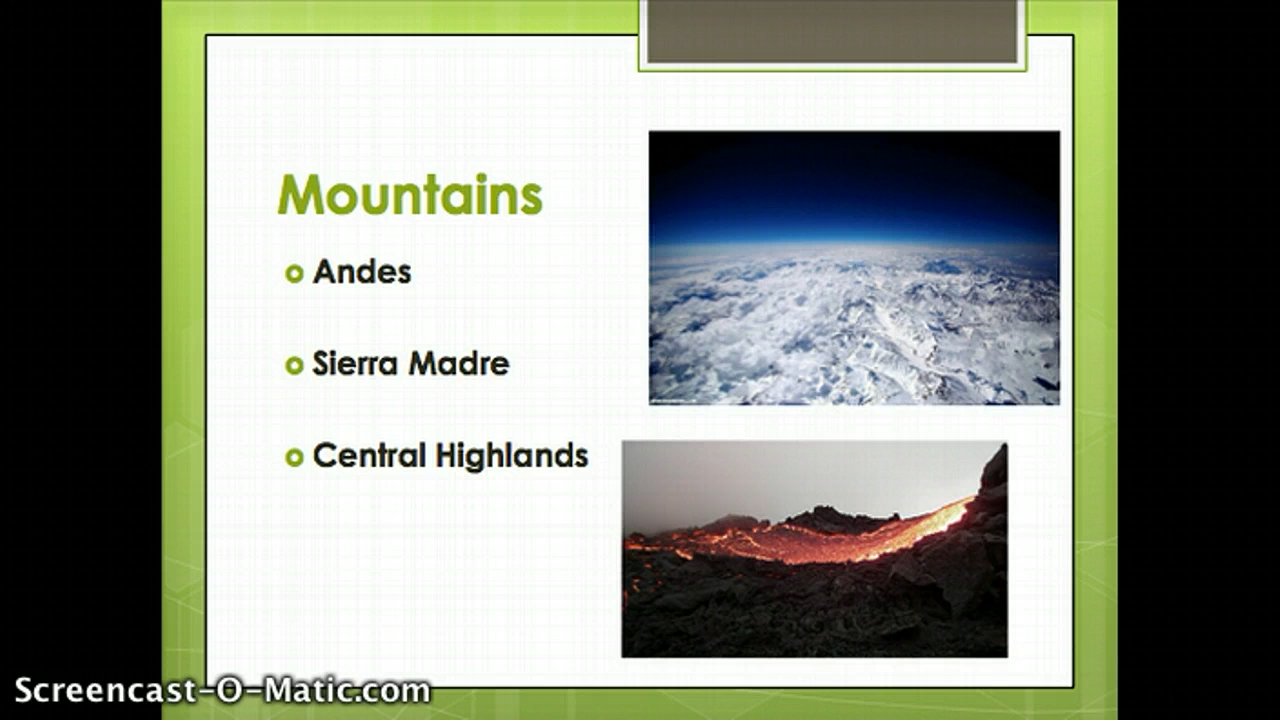 Mountains
Andes
Sierra Madre
Central Highlands
Screencast-O-Matic.com